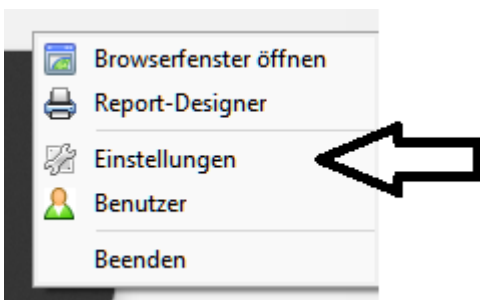 Browserfenster öffnen
Report-Designer
Einstellungen
Benutzer
Beenden